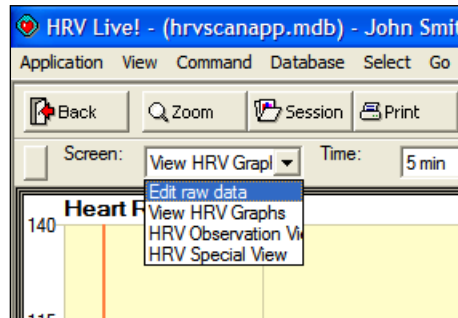 HRV Live! - (hrvscanapp.mdb) - John Smit
Application View Command Database Select Go
Back Zoom Session Print
Screen: View HRV Grapl Time: 5 min
Edit raw data
Heart R
View HRV Graphs
140
HRV Observation Vi
HRV Special View
115